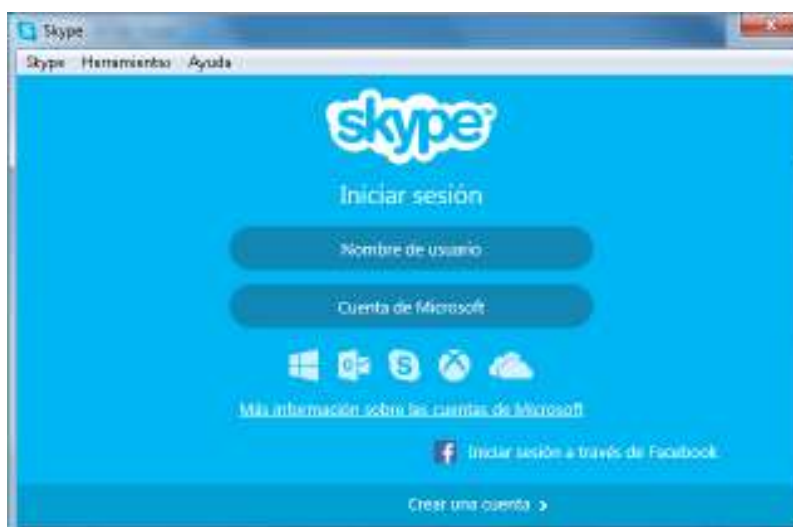 Skype
Skype Herramientas Ayuda
skype™
Iniciar sesión
Nombre de usuario
Cuenta de Microsoft
Más información sobre las cuentas de Microsoft
Iniciar sesión a través de Facebook
Crear una cuenta >